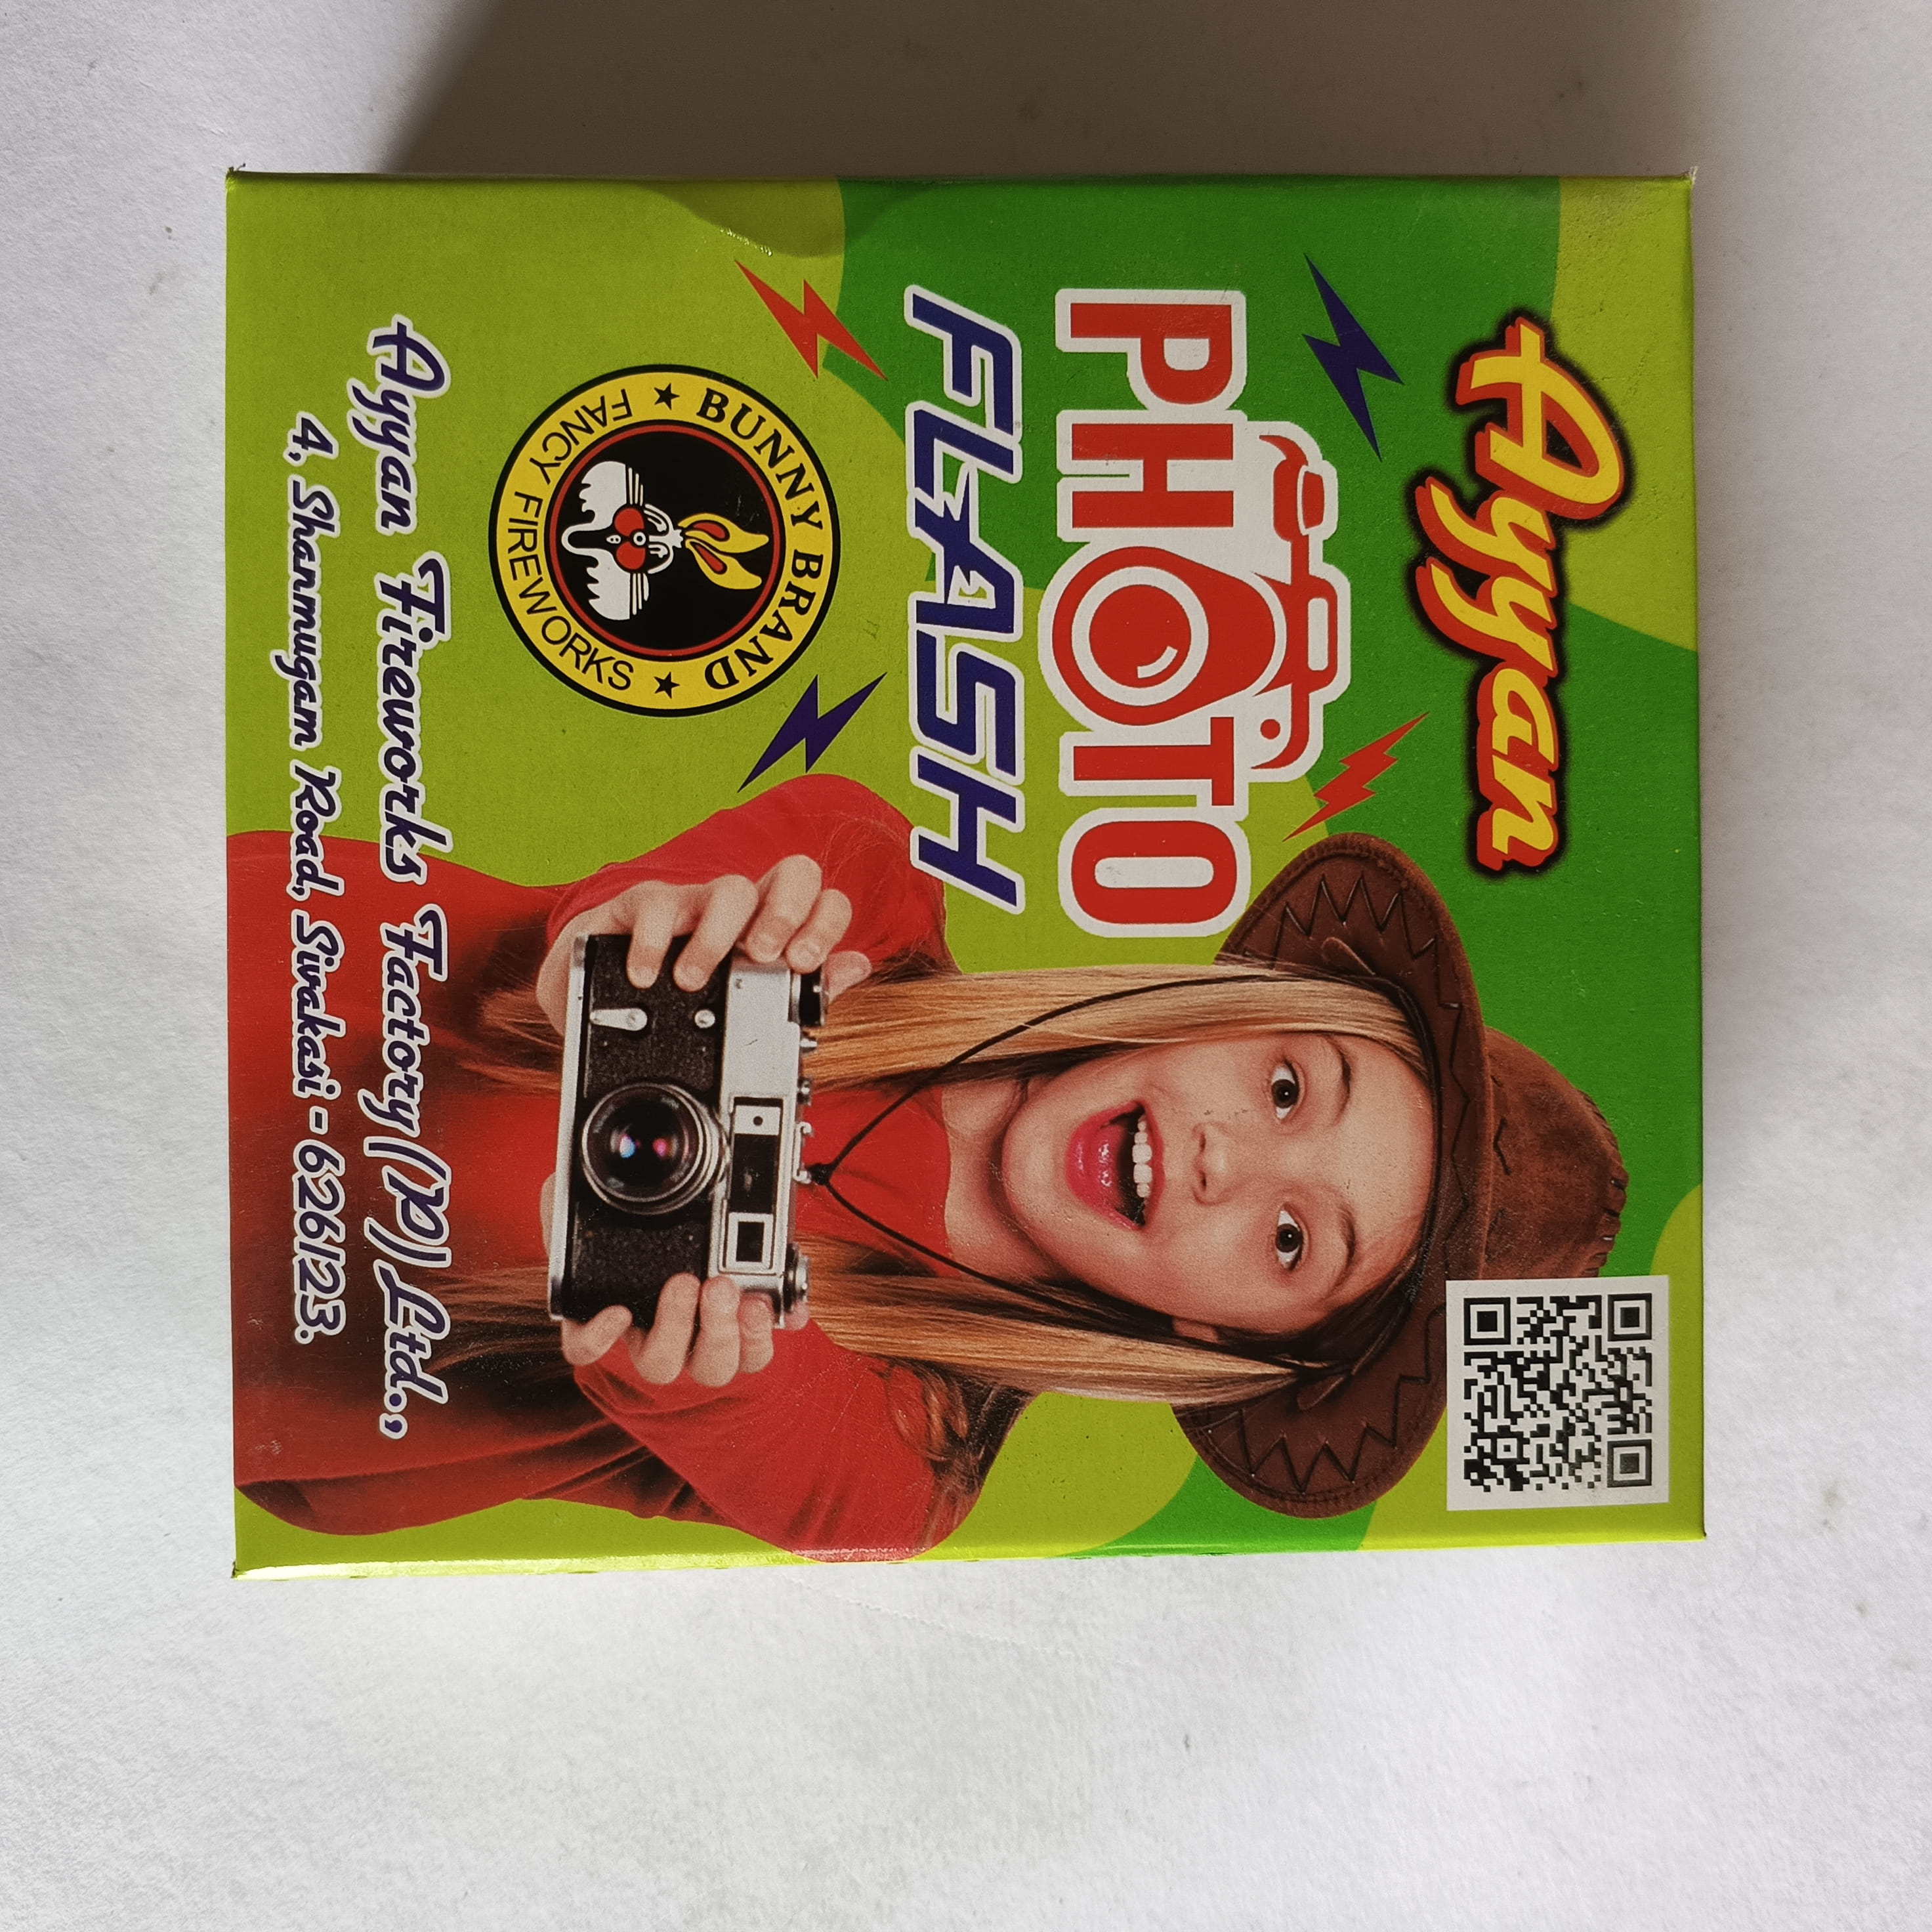 Ayyan
PHOTO
FLASH
BUNNY BRAND
FANCY FIREWORKS
Ayyan Fireworks Factory (P) Ltd.,
4, Shanmugam Road, Sivakasi - 626123.